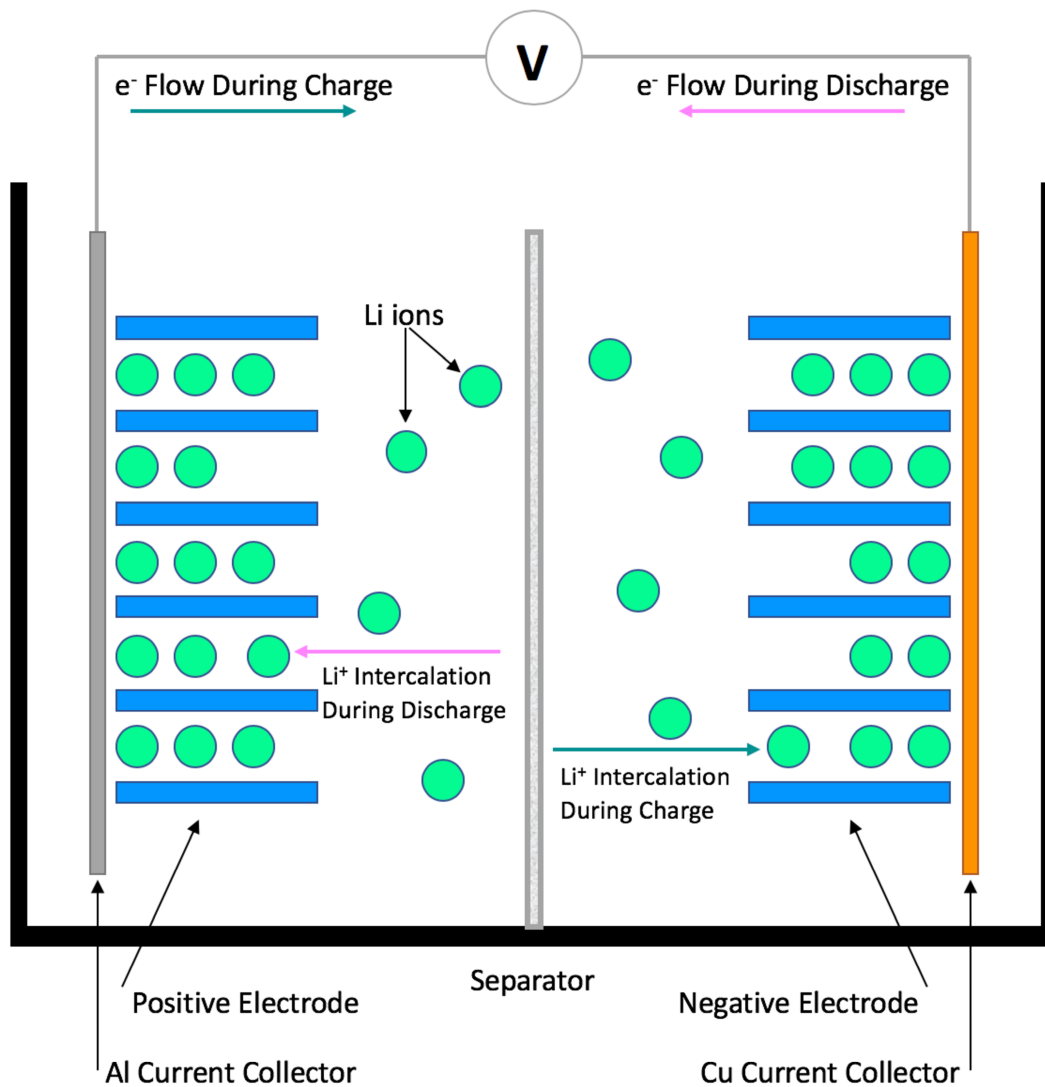 V
e⁻ Flow During Charge
e⁻ Flow During Discharge
Li ions
Li⁺ Intercalation
During Discharge
Li⁺ Intercalation
During Charge
Separator
Positive Electrode
Negative Electrode
Al Current Collector
Cu Current Collector